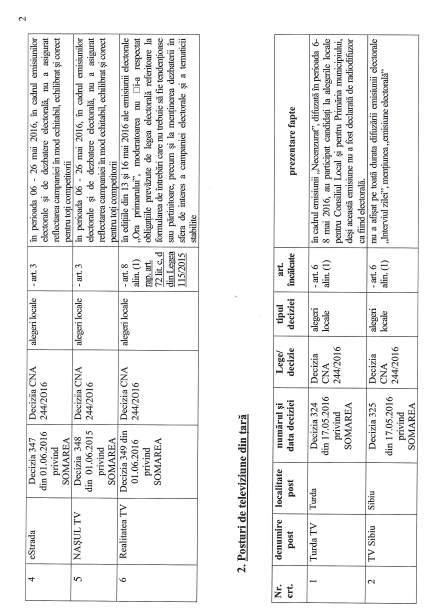 2
4 eStrada Decizia 347 din 01.06.2016 privind SOMAREA Decizia CNA 244/2016 alegeri locale - art. 3 în perioada 06 - 26 mai 2016, în cadrul emisiunilor
electorale și de dezbatere electorală, nu a asigurat
reflectarea campaniei în mod echitabil, echilibrat și corect
pentru toți competitorii
5 NAȘUL TV Decizia 348 din 01.06.2015 privind SOMAREA Decizia CNA 244/2016 alegeri locale - art. 3 în perioada 06 - 26 mai 2016, în cadrul emisiunilor
electorale și de dezbatere electorală, nu a asigurat
reflectarea campaniei în mod echitabil, echilibrat și corect
pentru toți competitorii
6 Realitatea TV Decizia 349 din 01.06.2016 privind SOMAREA Decizia CNA 244/2016 alegeri locale - art. 8 alin. (1) rap. art. 72 lit. c, d din Legea 115/2015 în edițiile din 13 și 16 mai 2016 ale emisiunii electorale
„Ora primarului”, moderatoarea nu □i-a respectat
obligațiile prevăzute de legea electorală referitoare la
formularea de întrebări care nu trebuie să fie tendențioase
sau părtinitoare, precum și la menținerea dezbaterii în
sfera de interes a campaniei electorale și a tematicii
stabilite
2. Posturi de televiziune din țară
Nr. crt. denumire post localitate post numărul și data deciziei Lege/ decizie tipul deciziei art. încălcate prezentare fapte
1 Turda TV Turda Decizia 324 din 17.05.2016 privind SOMAREA Decizia CNA 244/2016 alegeri locale - art. 6 alin. (1) în cadrul emisiunii „Necenzurat”, difuzată în perioada 6-
8 mai 2016, au participat candidați la alegerile locale
pentru Consiliul Local și pentru Primăria municipiului,
deși această emisiune nu a fost declarată de radiodifuzor
ca fiind electorală.
2 TV Sibiu Sibiu Decizia 325 din 17.05.2016 privind SOMAREA Decizia CNA 244/2016 alegeri locale - art. 6 alin. (1) nu a afișat pe toată durata difuzării emisiunii electorale
„Interviul zilei”, mențiunea „emisiune electorală”